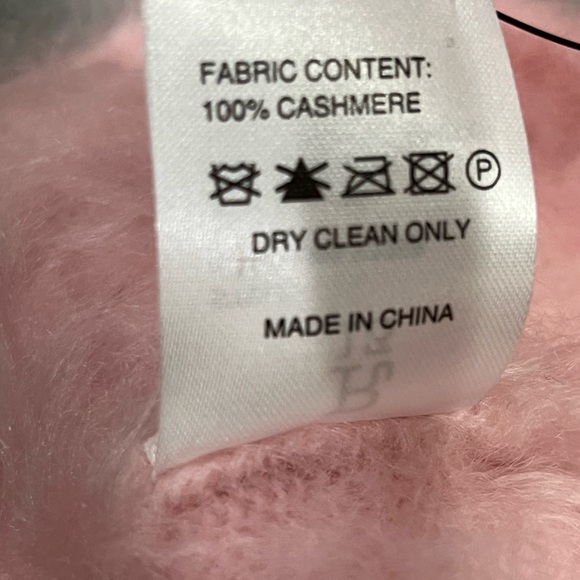 FABRIC CONTENT:
100% CASHMERE
P
DRY CLEAN ONLY
MADE IN CHINA